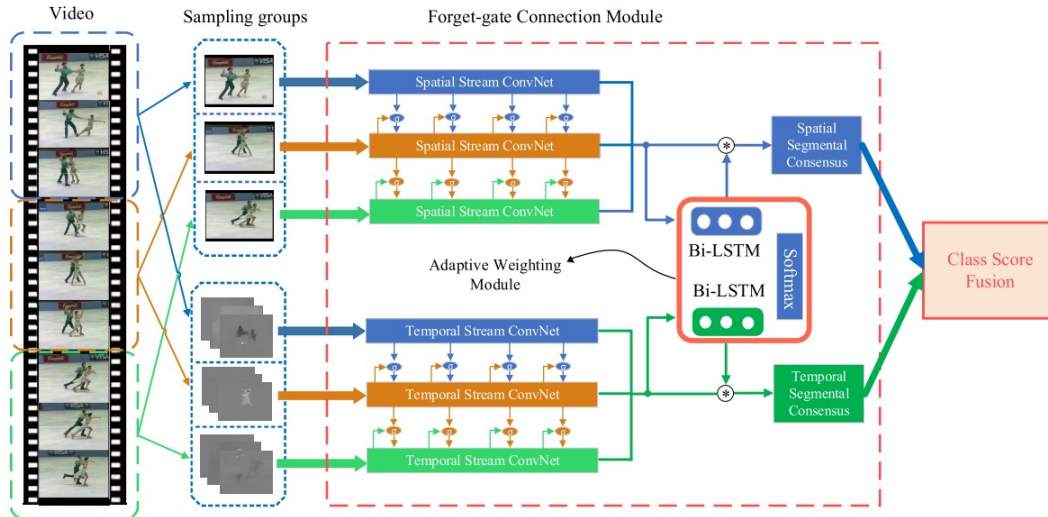 Video
Sampling groups
Forget-gate Connection Module
Spatial Stream ConvNet
σ σ σ σ
Spatial Stream ConvNet
σ σ σ σ
Spatial Stream ConvNet
Spatial
Segmental
Consensus
*
Bi-LSTM
Bi-LSTM
Softmax
Adaptive Weighting
Module
Class Score
Fusion
Temporal Stream ConvNet
σ σ σ σ
Temporal Stream ConvNet
σ σ σ σ
Temporal Stream ConvNet
*
Temporal
Segmental
Consensus
VISA